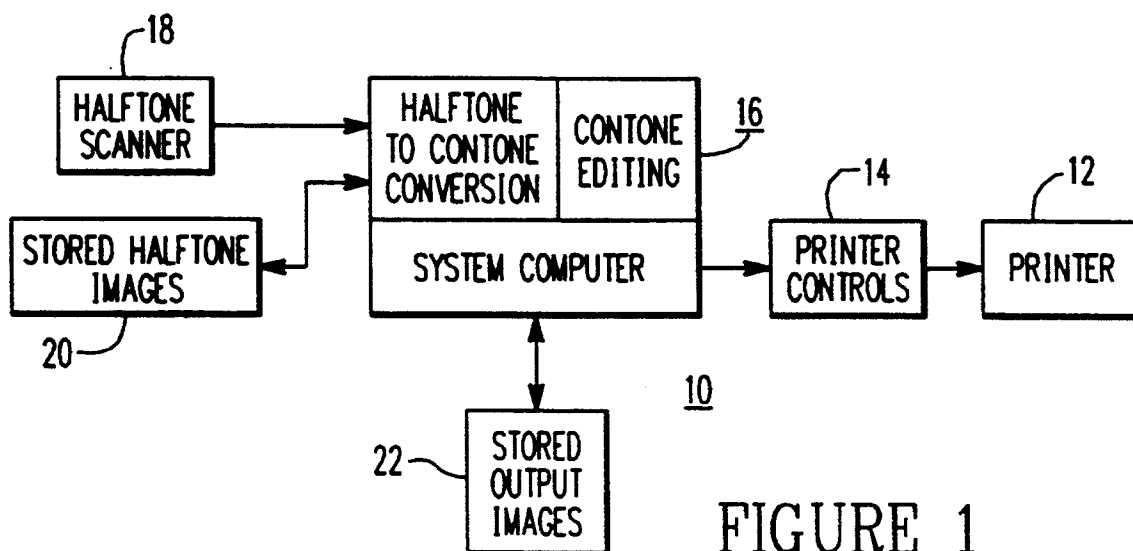 18
HALFTONE
SCANNER
HALFTONE
TO CONTONE
CONVERSION
CONTONE
EDITING
16
14
12
STORED HALFTONE
IMAGES
20
SYSTEM COMPUTER
PRINTER
CONTROLS
PRINTER
10
22
STORED
OUTPUT
IMAGES
FIGURE 1